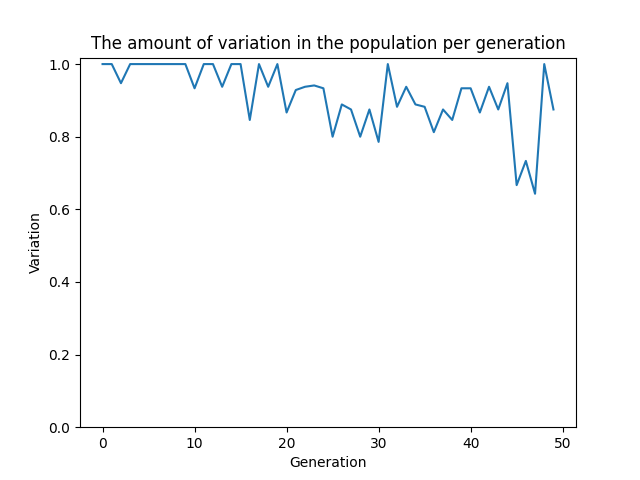 The amount of variation in the population per generation
1.0
0.8
0.6
0.4
0.2
0.0
Variation
0 10 20 30 40 50
Generation